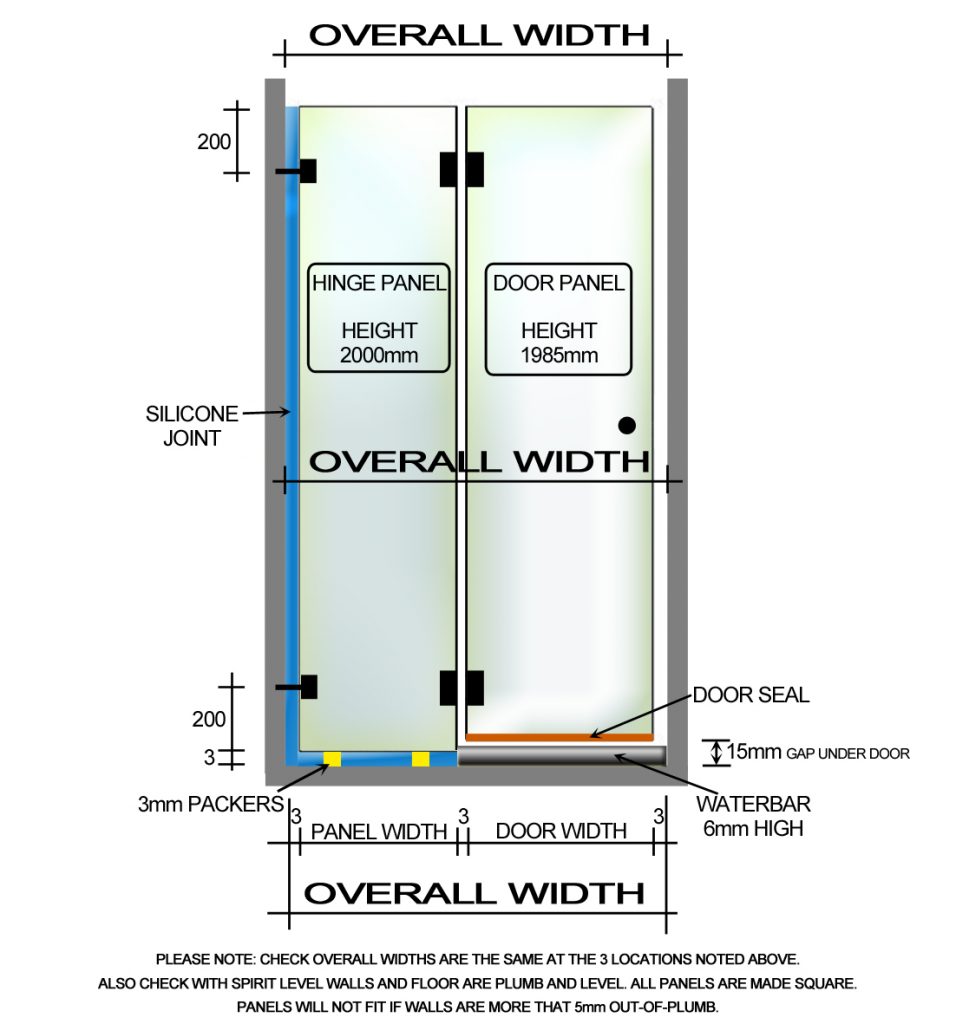 OVERALL WIDTH
200
HINGE PANEL
HEIGHT
2000mm
DOOR PANEL
HEIGHT
1985mm
SILICONE
JOINT
OVERALL WIDTH
DOOR SEAL
200
3
15mm GAP UNDER DOOR
3mm PACKERS
WATERBAR
6mm HIGH
3 PANEL WIDTH 3 DOOR WIDTH 3
OVERALL WIDTH
PLEASE NOTE: CHECK OVERALL WIDTHS ARE THE SAME AT THE 3 LOCATIONS NOTED ABOVE.
ALSO CHECK WITH SPIRIT LEVEL WALLS AND FLOOR ARE PLUMB AND LEVEL. ALL PANELS ARE MADE SQUARE.
PANELS WILL NOT FIT IF WALLS ARE MORE THAT 5mm OUT-OF-PLUMB.